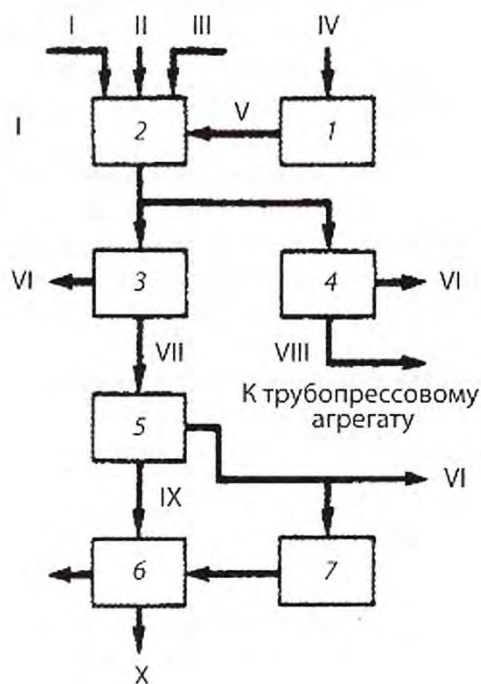 I II III IV
I 2 V 1
VI 3 4 VI
VII VIII
К трубопрессовому
агрегату
5 VI
IX
6 7
X